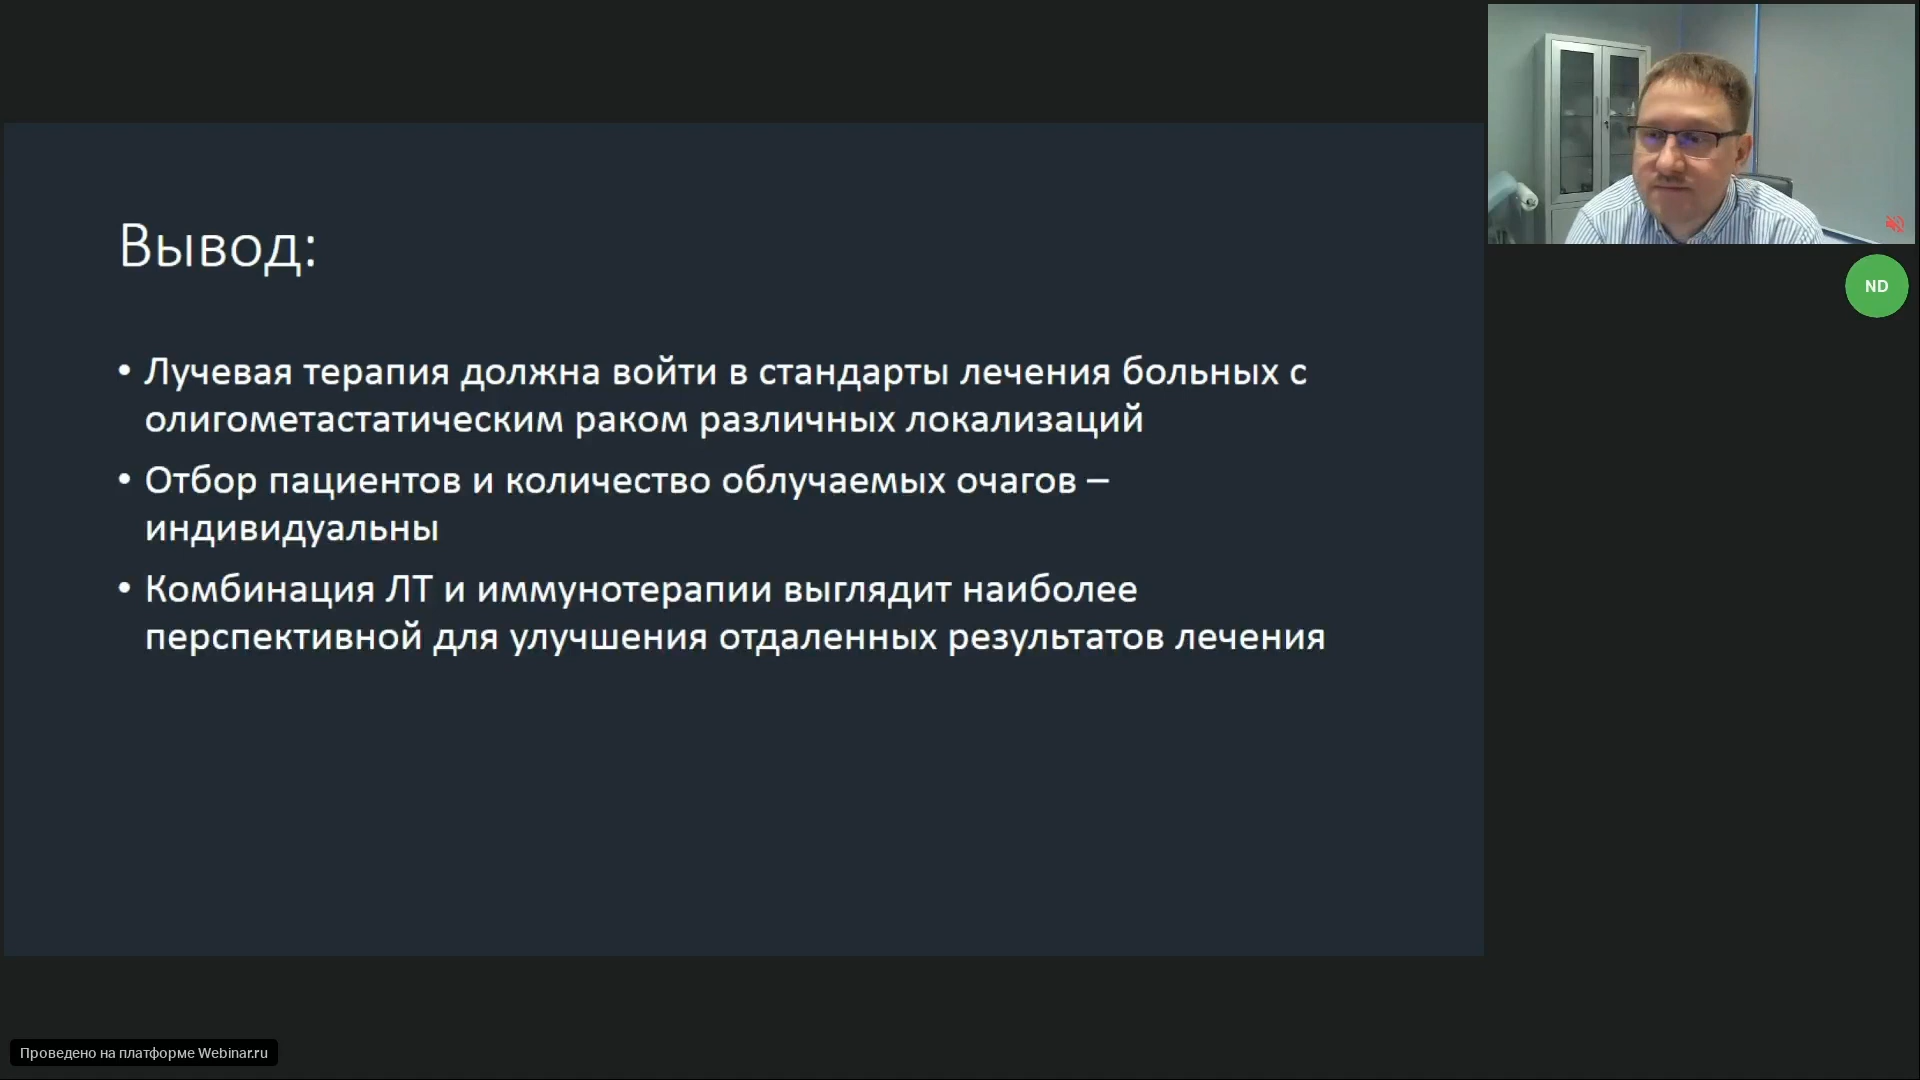 Вывод:
• Лучевая терапия должна войти в стандарты лечения больных с
олигометастатическим раком различных локализаций
• Отбор пациентов и количество облучаемых очагов –
индивидуальны
• Комбинация ЛТ и иммунотерапии выглядит наиболее
перспективной для улучшения отдаленных результатов лечения
ND
Проведено на платформе Webinar.ru